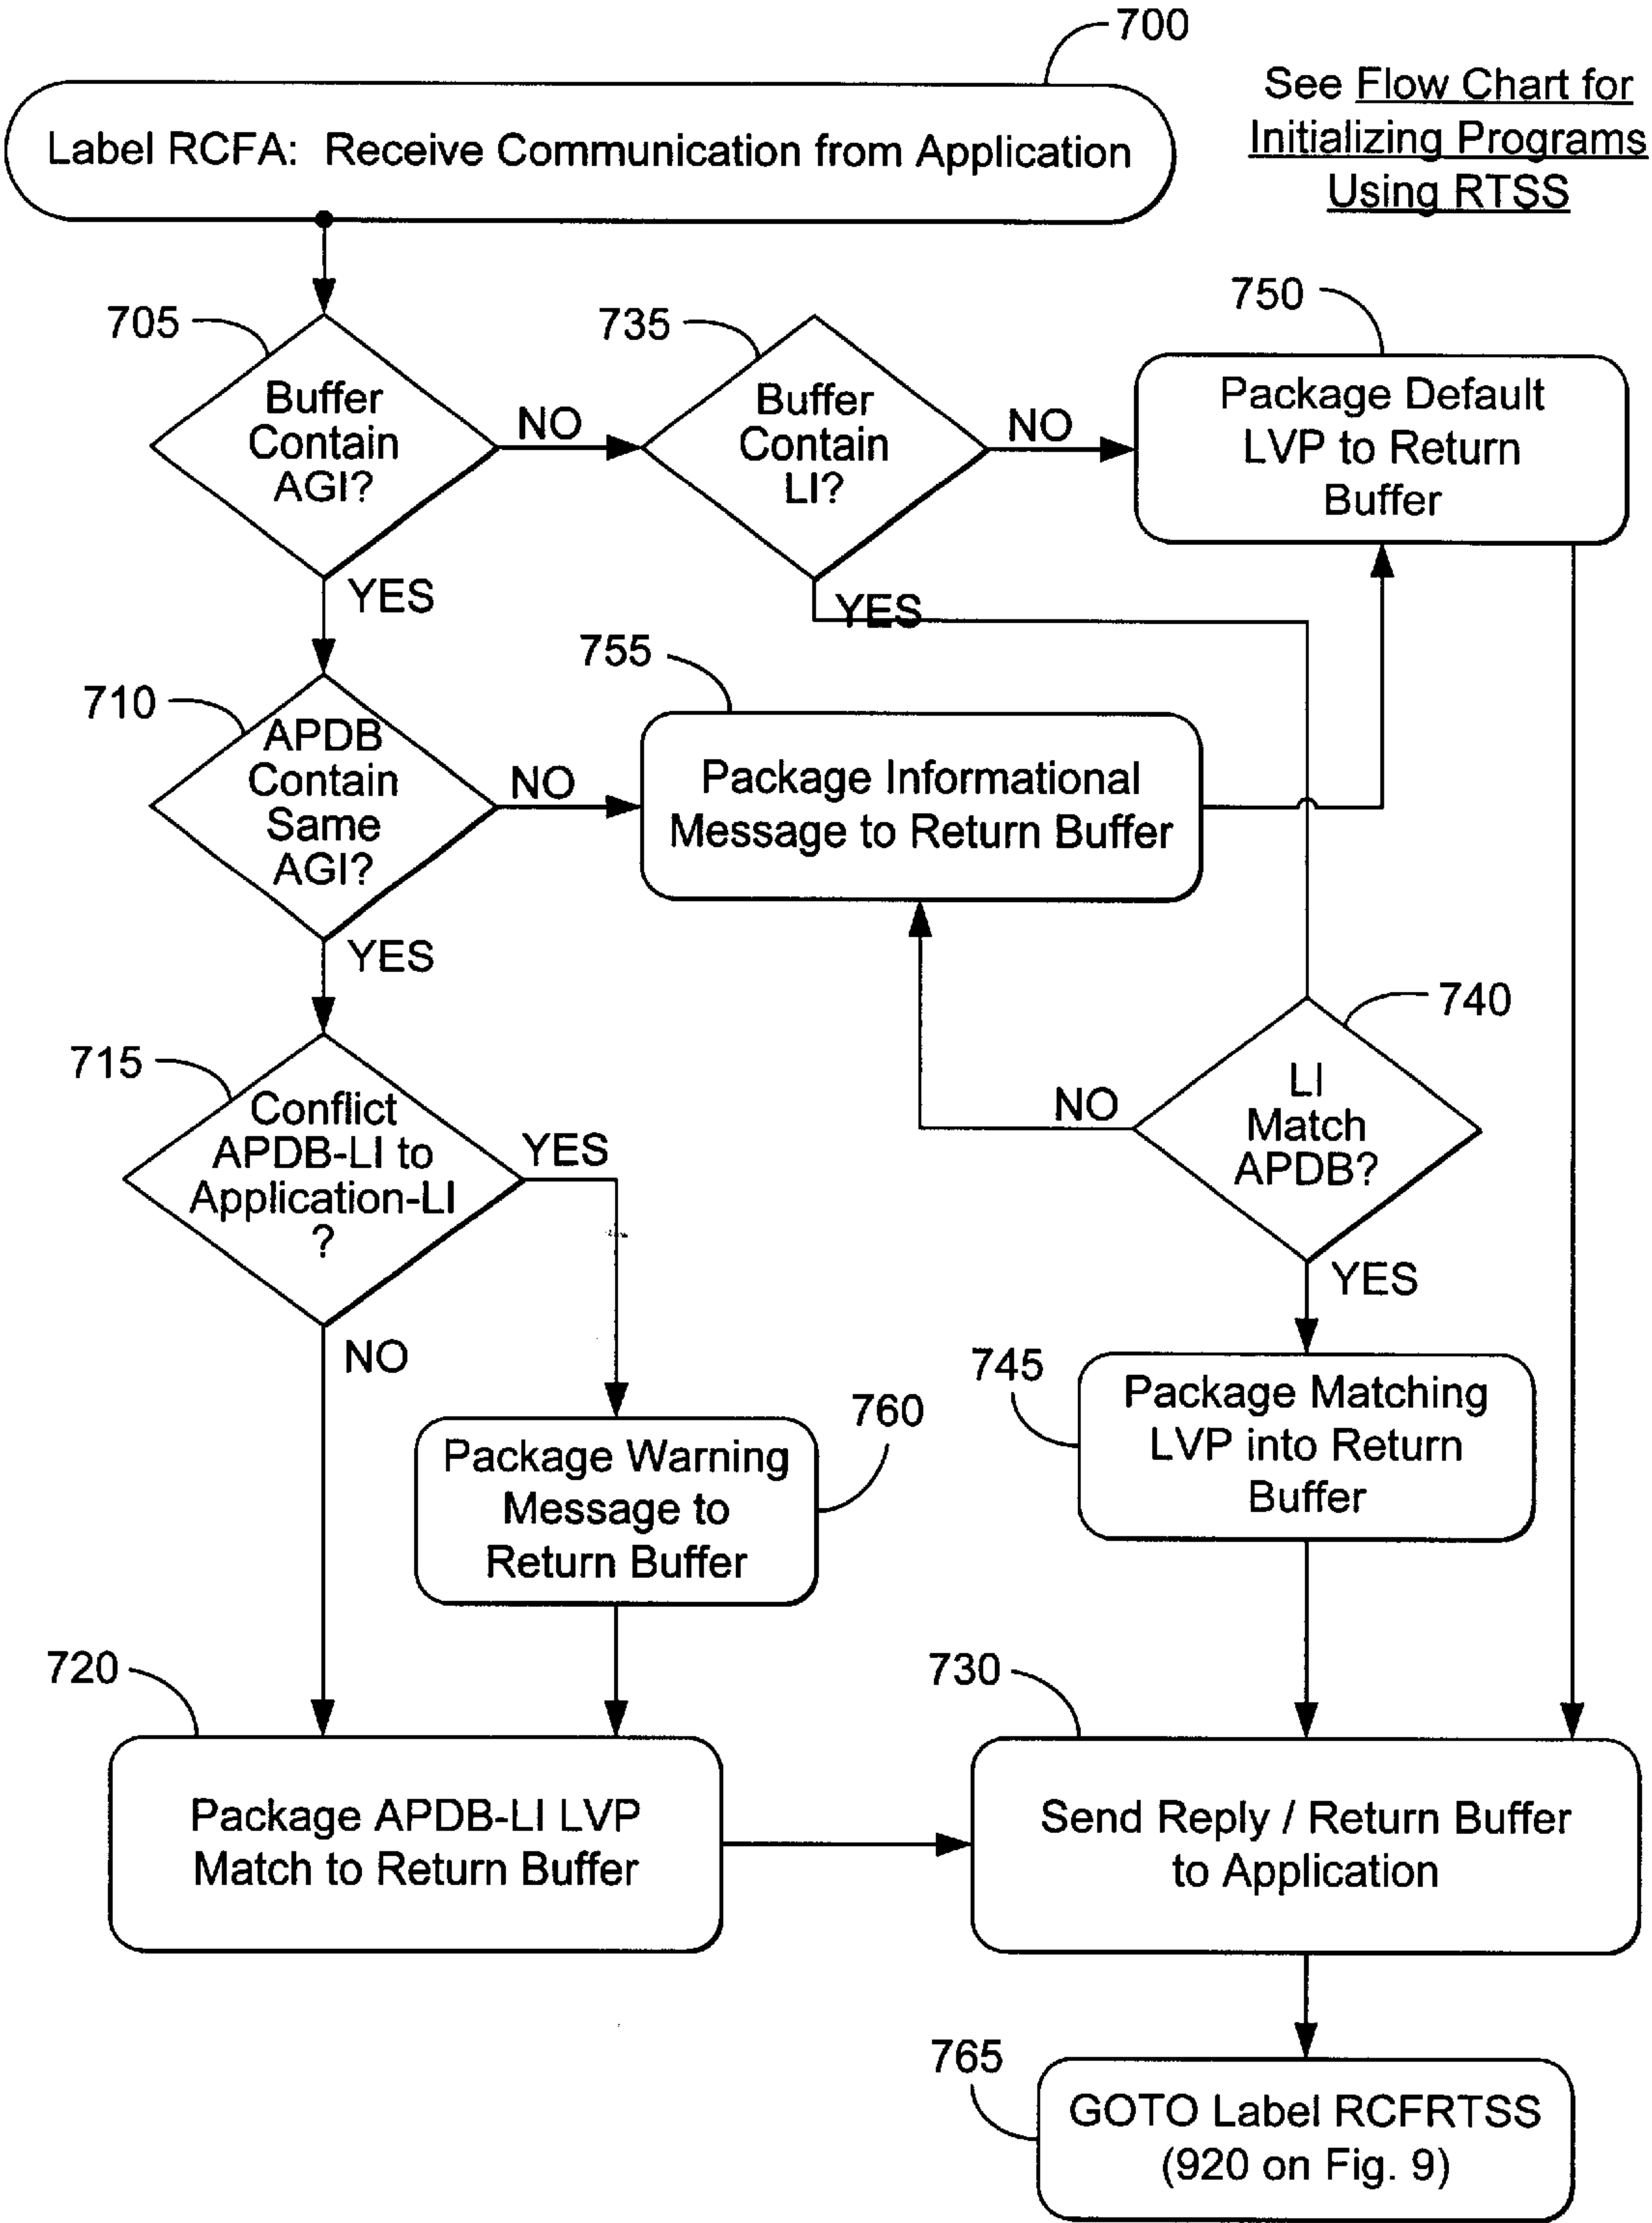 700
See Flow Chart for
Initializing Programs
Using RTSS
Label RCFA: Receive Communication from Application
705
Buffer
Contain
AGI?
NO
YES
735
Buffer
Contain
LI?
NO
YES
750
Package Default
LVP to Return
Buffer
710
APDB
Contain
Same
AGI?
NO
YES
755
Package Informational
Message to Return Buffer
715
Conflict
APDB-LI to
Application-LI
?
YES
NO
740
LI
Match
APDB?
NO
YES
760
Package Warning
Message to
Return Buffer
745
Package Matching
LVP into Return
Buffer
720
Package APDB-LI LVP
Match to Return Buffer
730
Send Reply / Return Buffer
to Application
765
GOTO Label RCFRTSS
(920 on Fig. 9)